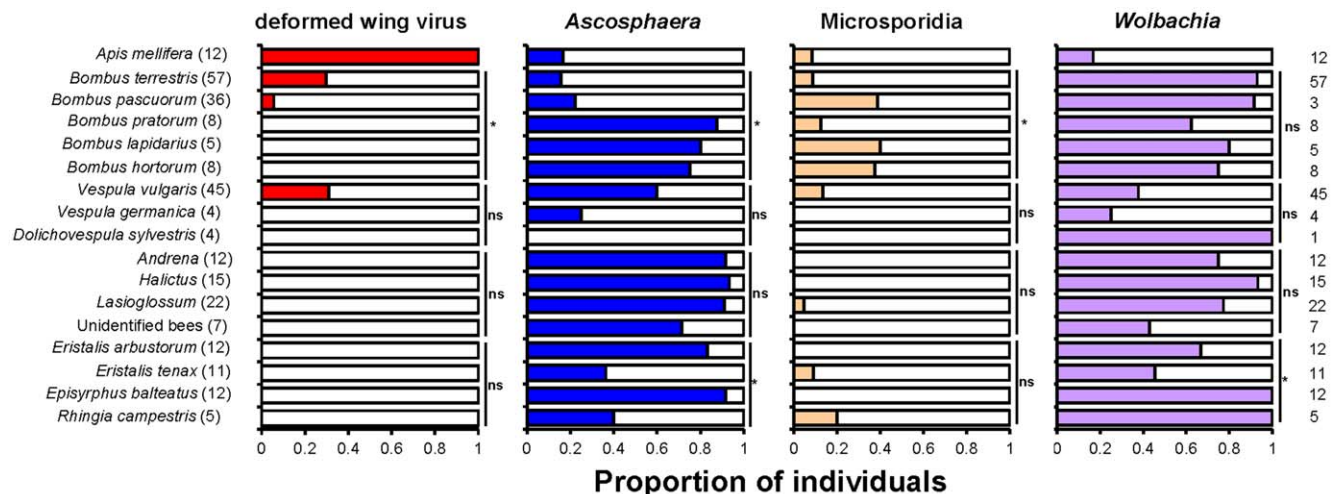 deformed wing virus Ascosphaera Microsporidia Wolbachia
Apis mellifera (12) 12
Bombus terrestris (57) 57
Bombus pascuorum (36) 3
Bombus pratorum (8) * * * ns 8
Bombus lapidarius (5) 5
Bombus hortorum (8) 8
Vespula vulgaris (45) 45
Vespula germanica (4) ns ns ns ns 4
Dolichovespula sylvestris (4) 1
Andrena (12) 12
Halictus (15) ns ns ns ns 15
Lasioglossum (22) 22
Unidentified bees (7) 7
Eristalis arbustorum (12) 12
Eristalis tenax (11) ns * ns * 11
Episyrphus balteatus (12) 12
Rhingia campestris (5) 5
0 0.2 0.4 0.6 0.8 1 0 0.2 0.4 0.6 0.8 1 0 0.2 0.4 0.6 0.8 1 0 0.2 0.4 0.6 0.8 1
Proportion of individuals